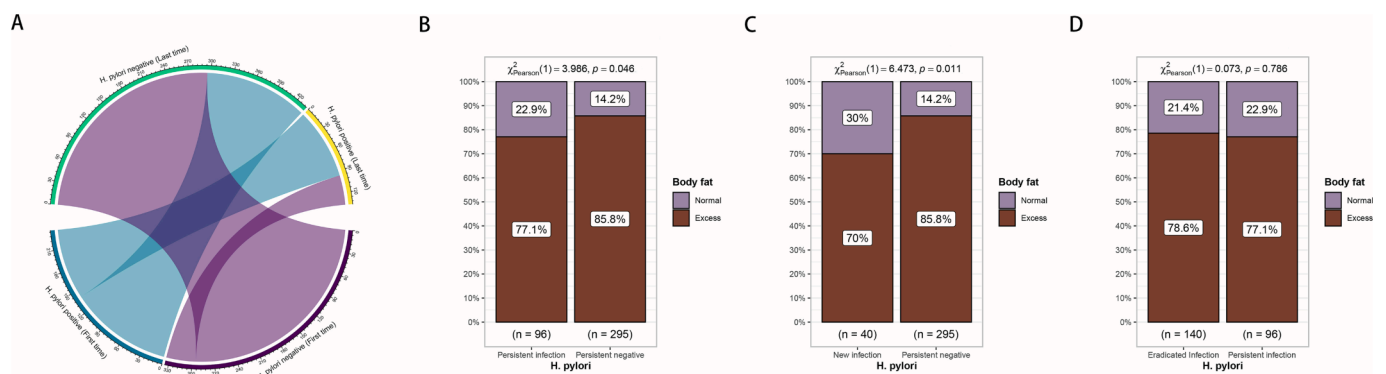 A
H. pylori negative (Last time)
H. pylori positive (Last time)
H. pylori positive (First time)
H. pylori negative (First time)
B
χ²Pearson(1) = 3.986, p = 0.046
100%
90%
80%
70%
60%
50%
40%
30%
20%
10%
0%
22.9%
14.2%
77.1%
85.8%
(n = 96) (n = 295)
Persistent infection Persistent negative
H. pylori
Body fat
Normal
Excess
C
χ²Pearson(1) = 6.473, p = 0.011
100%
90%
80%
70%
60%
50%
40%
30%
20%
10%
0%
30%
14.2%
70%
85.8%
(n = 40) (n = 295)
New infection Persistent negative
H. pylori
Body fat
Normal
Excess
D
χ²Pearson(1) = 0.073, p = 0.786
100%
90%
80%
70%
60%
50%
40%
30%
20%
10%
0%
21.4%
22.9%
78.6%
77.1%
(n = 140) (n = 96)
Eradicated Infection Persistent infection
H. pylori
Body fat
Normal
Excess